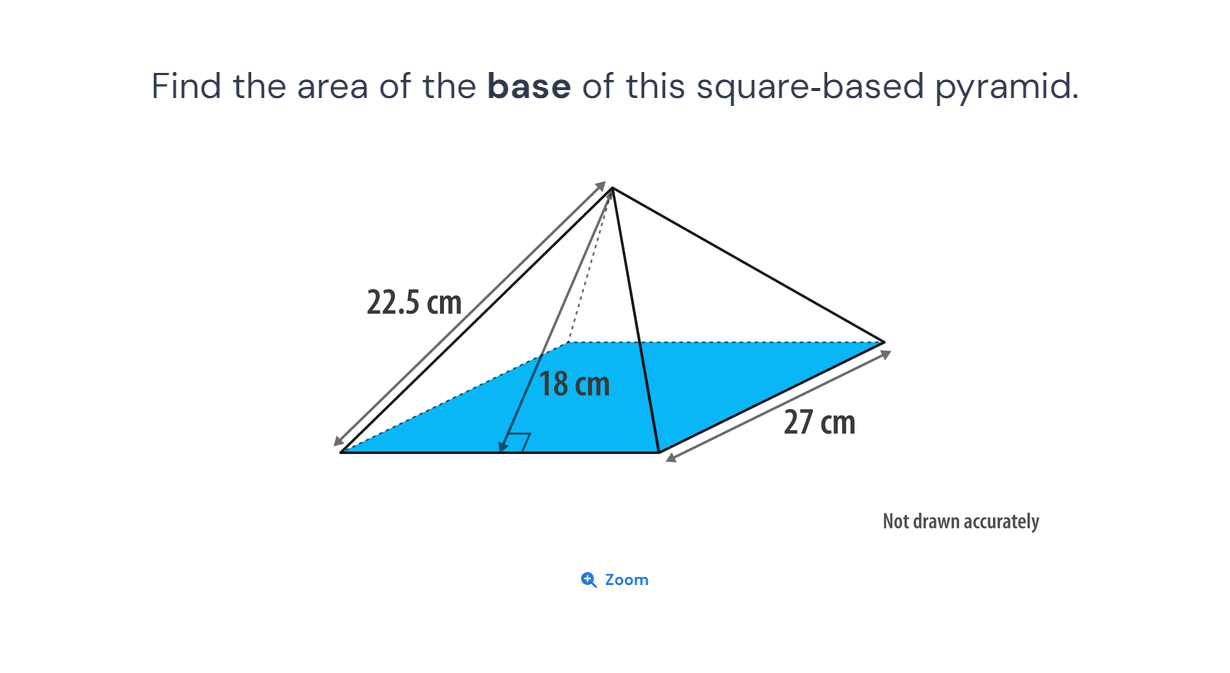 Find the area of the base of this square-based pyramid.
22.5 cm
18 cm
27 cm
Not drawn accurately
Zoom